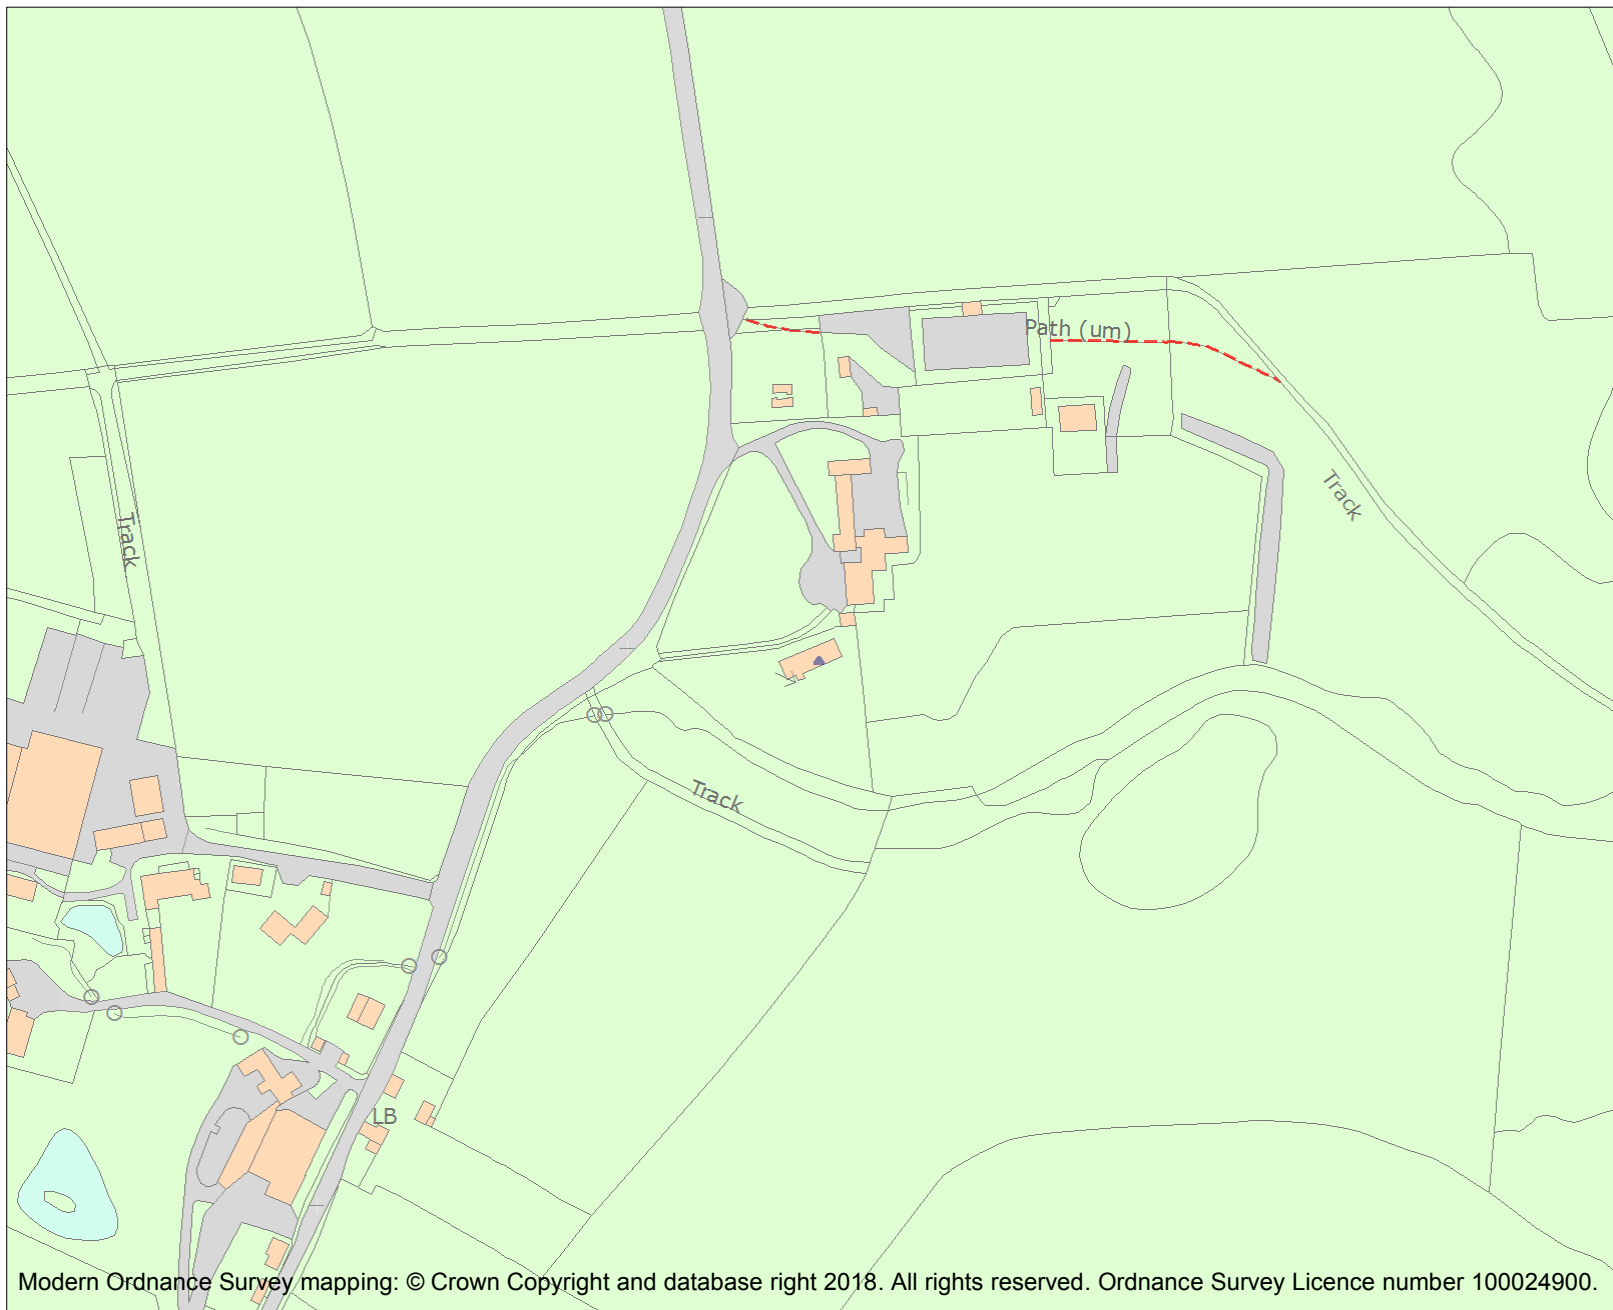 Path (um)
Track
Track
Track
LB
Modern Ordnance Survey mapping: © Crown Copyright and database right 2018. All rights reserved. Ordnance Survey Licence number 100024900.